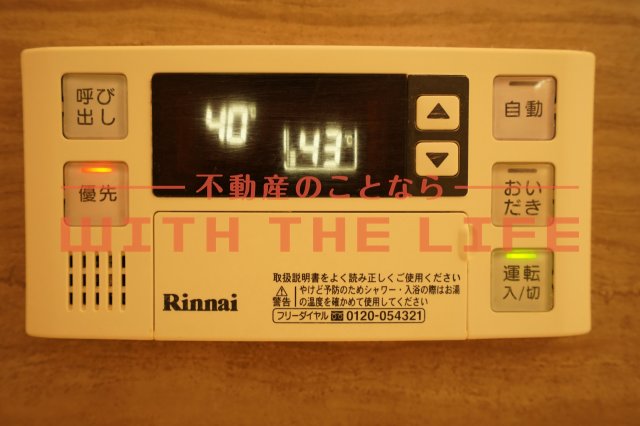 呼び
出し
優先
40°
43℃
自動
おい
だき
運転
入/切
不動産のことなら
WITH THE LIFE
Rinnai
取扱説明書をよく読み正しくご使用ください
警告
やけど予防のためシャワー・入浴の際はお湯
の温度を確かめて使用してください
フリーダイヤル 0120-054321